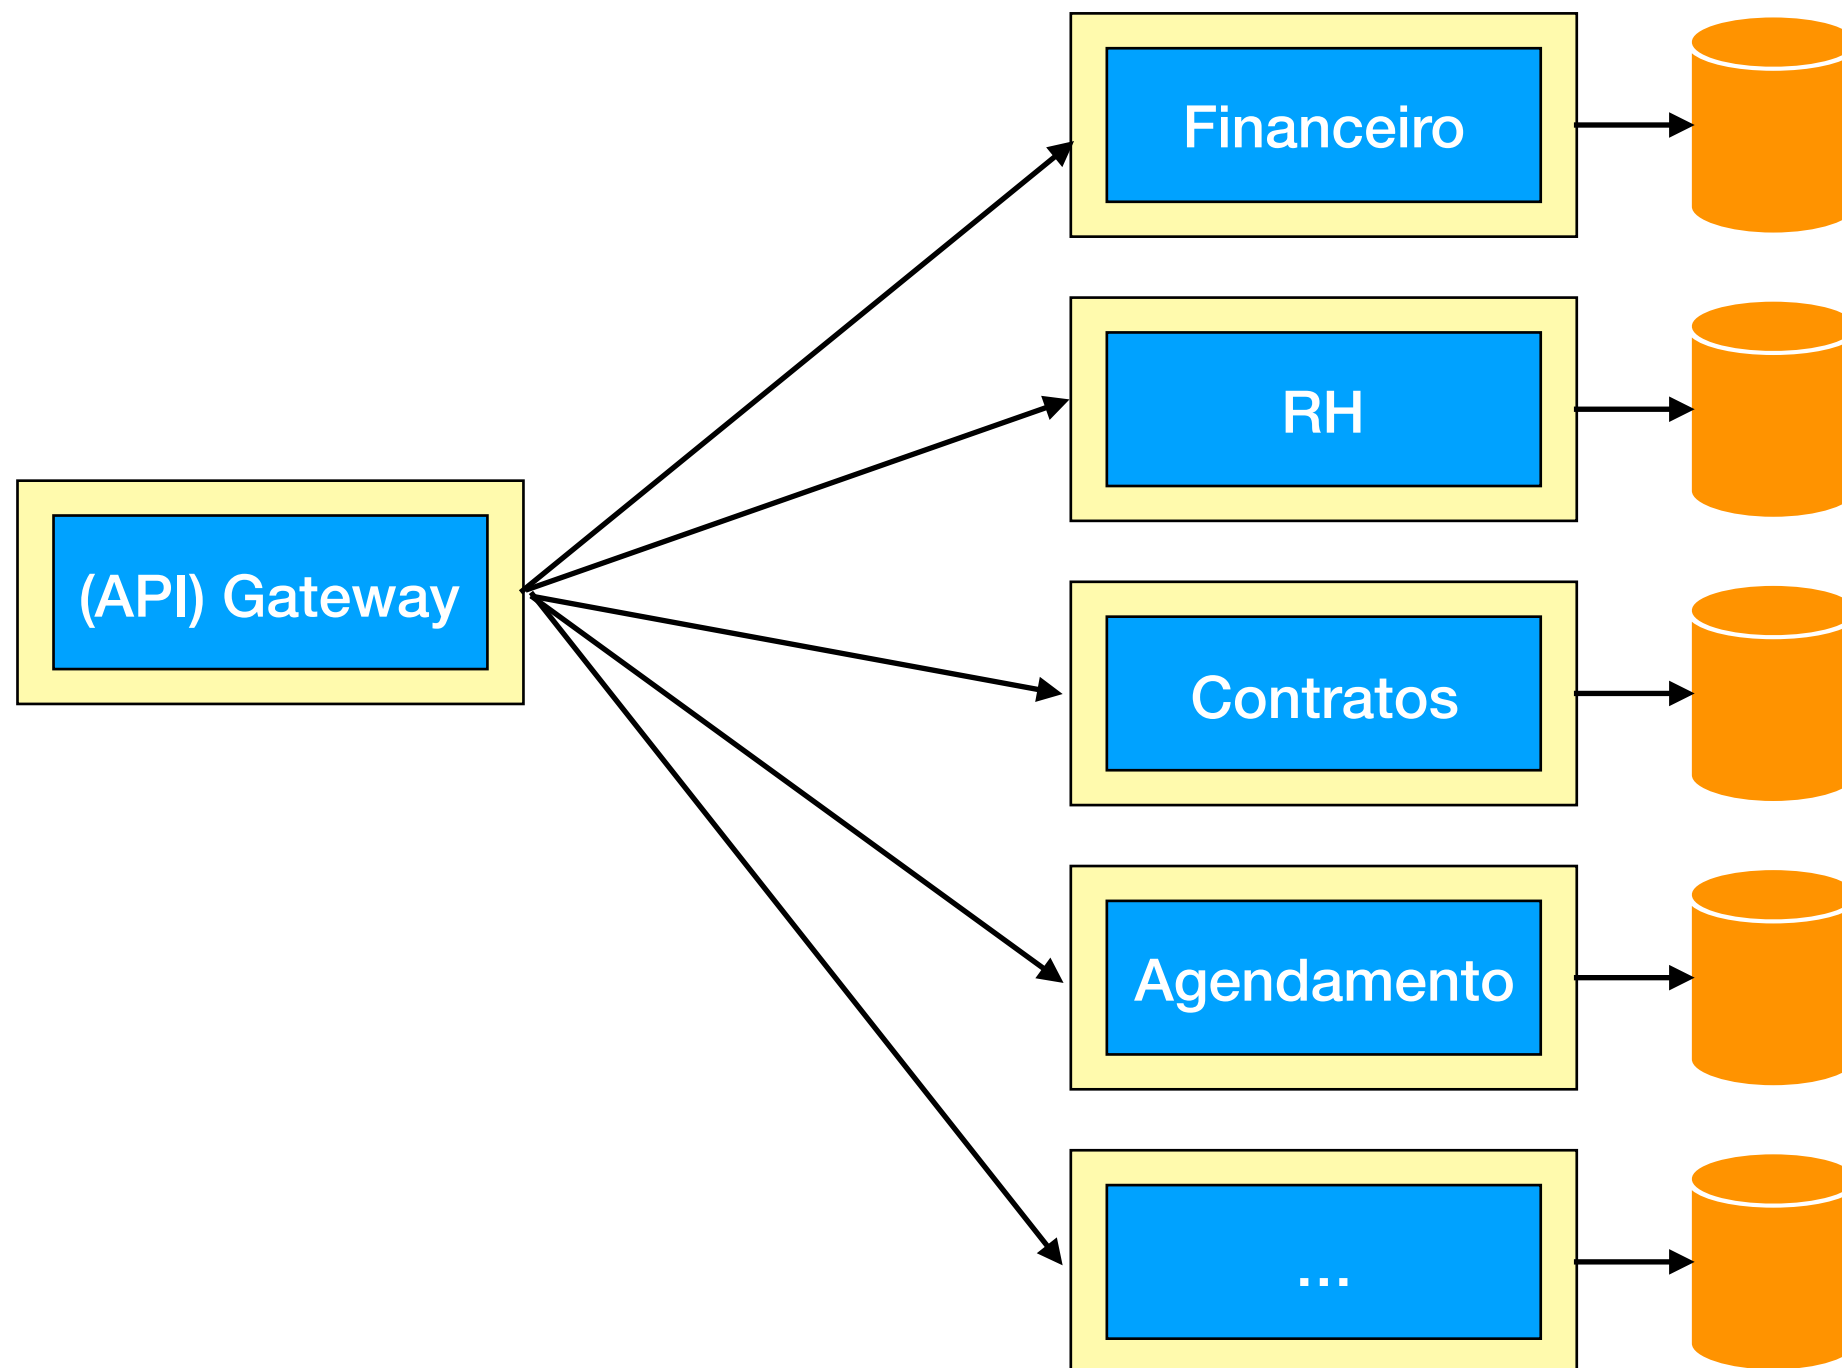 Financeiro
RH
(API) Gateway
Contratos
Agendamento
...